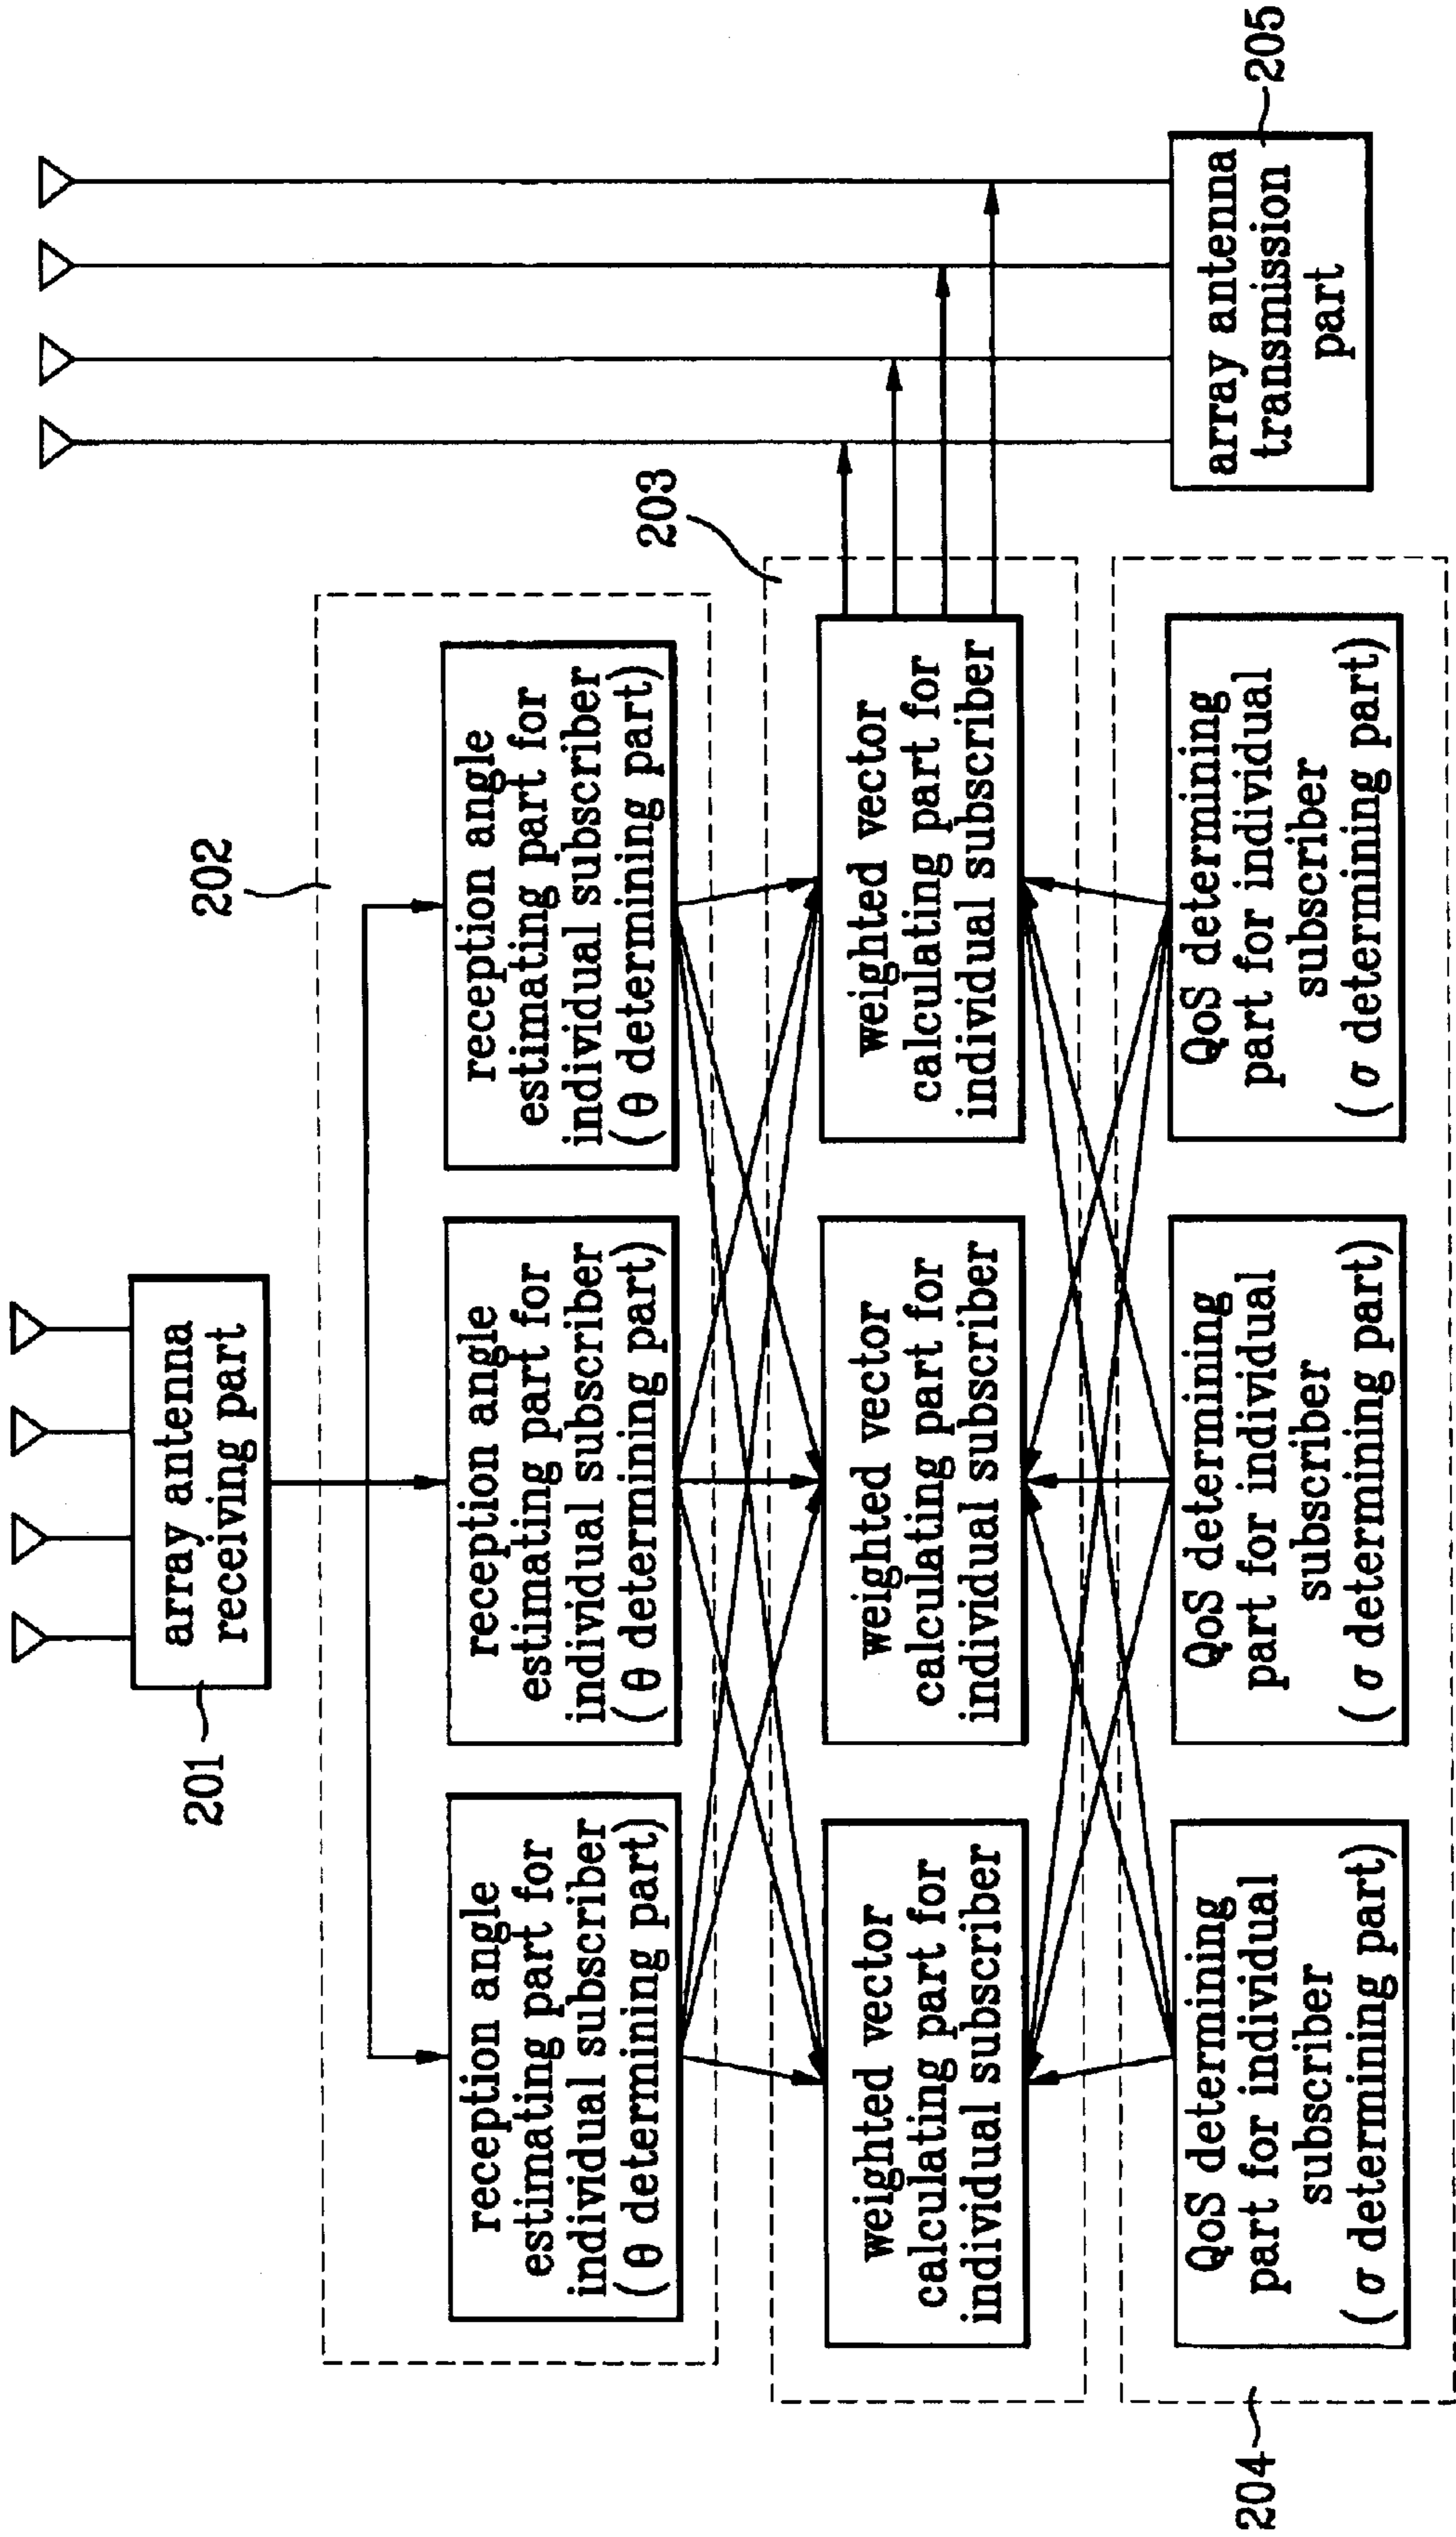 201
array antenna
receiving part
202
reception angle
estimating part for
individual subscriber
( θ determining part)
reception angle
estimating part for
individual subscriber
( θ determining part)
reception angle
estimating part for
individual subscriber
( θ determining part)
203
weighted vector
calculating part for
individual subscriber
weighted vector
calculating part for
individual subscriber
weighted vector
calculating part for
individual subscriber
204
QoS determining
part for individual
subscriber
( σ determining part)
QoS determining
part for individual
subscriber
( σ determining part)
QoS determining
part for individual
subscriber
( σ determining part)
array antenna
transmission
part
205